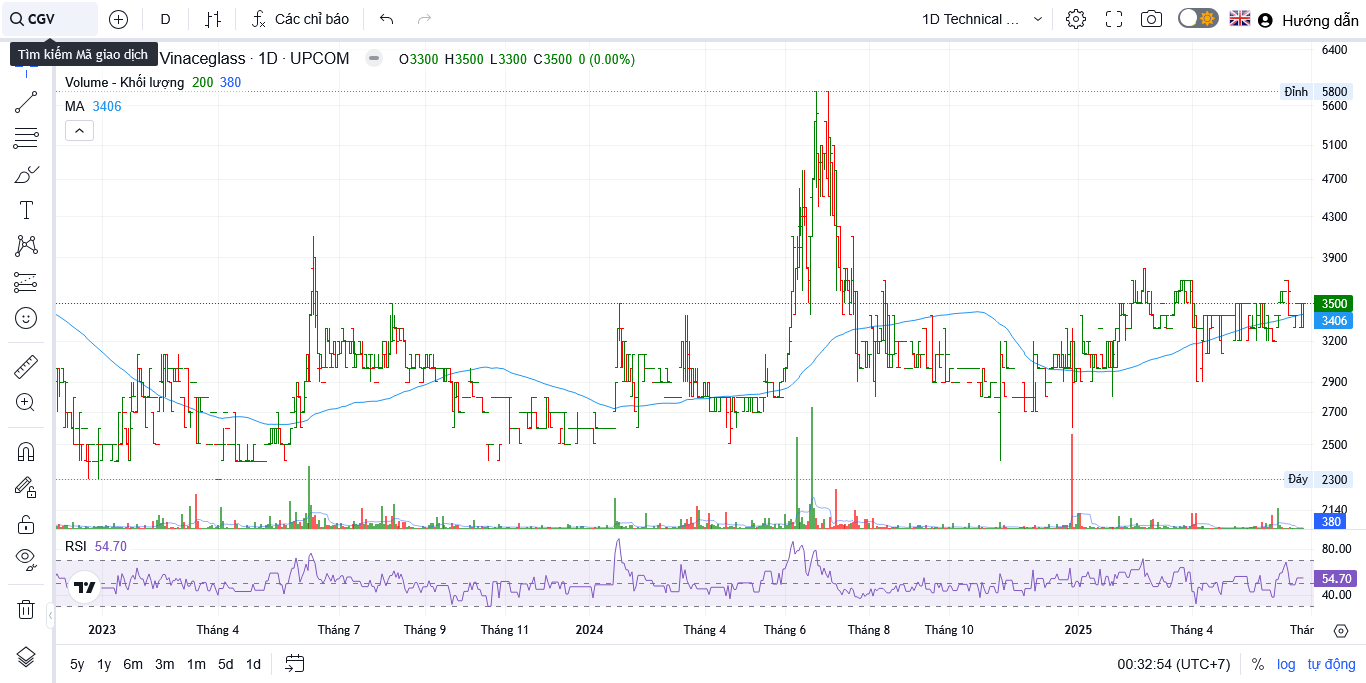 CGV
D
Các chỉ báo
1D Technical ...
Hướng dẫn
Tìm kiếm Mã giao dịch
Vinaceglass · 1D · UPCOM
O3300 H3500 L3300 C3500 0 (0.00%)
Volume - Khối lượng 200 380
MA 3406
6400
Đỉnh 5800
5600
5100
4700
4300
3900
3500
3406
3200
2900
2700
2500
Đáy 2300
2140
380
RSI 54.70
80.00
54.70
40.00
2023 Tháng 4 Tháng 7 Tháng 9 Tháng 11 2024 Tháng 4 Tháng 6 Tháng 8 Tháng 10 2025 Tháng 4 Thár
5y 1y 6m 3m 1m 5d 1d
00:32:54 (UTC+7) % log tự động